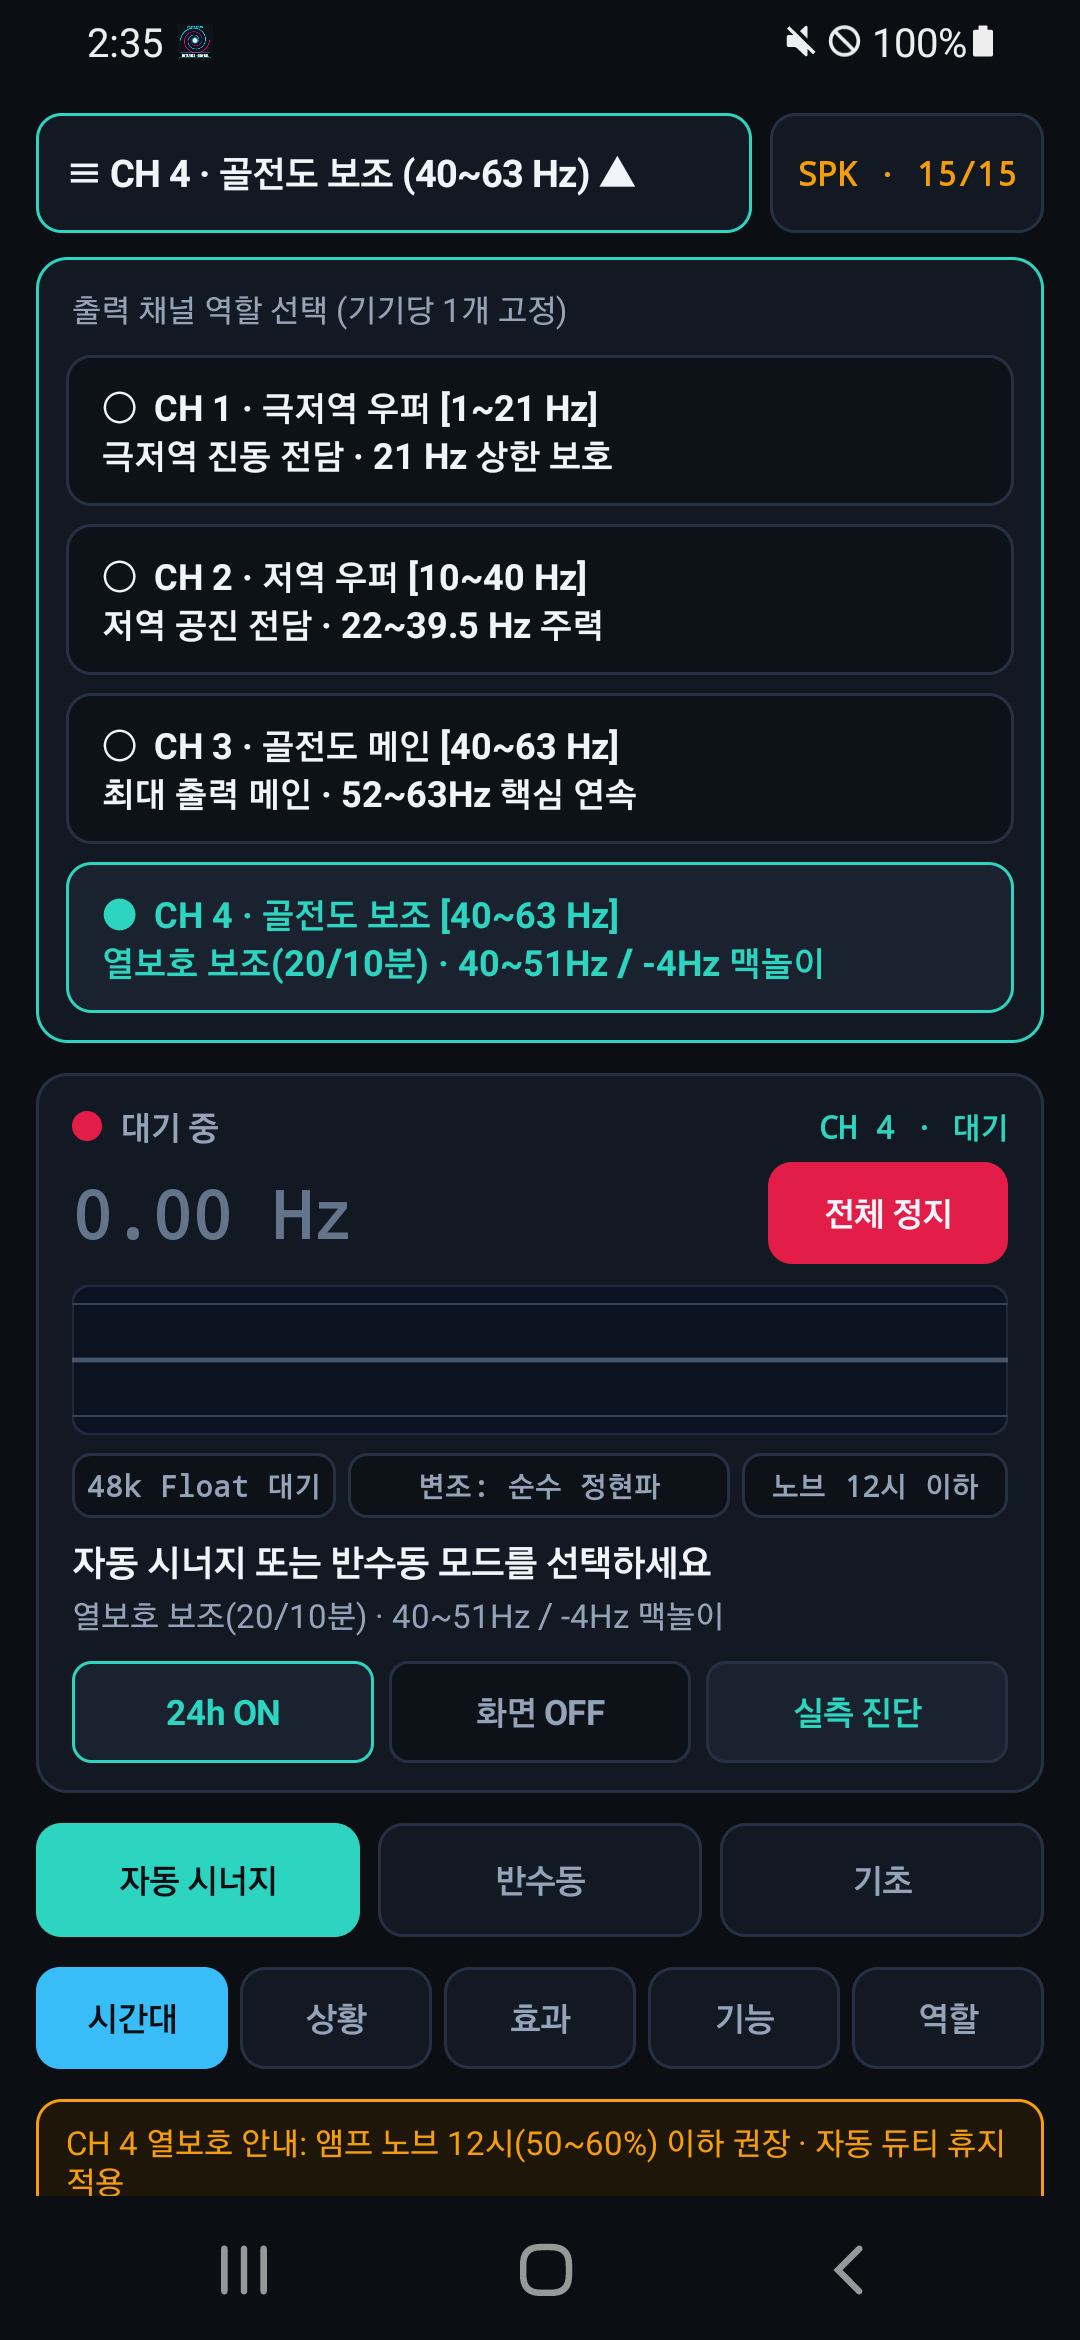 2:35
100%
CH 4 · 골전도 보조 (40~63 Hz) ▲
SPK · 15/15
출력 채널 역할 선택 (기기당 1개 고정)
CH 1 · 극저역 우퍼 [1~21 Hz]
극저역 진동 전담 · 21 Hz 상한 보호
CH 2 · 저역 우퍼 [10~40 Hz]
저역 공진 전담 · 22~39.5 Hz 주력
CH 3 · 골전도 메인 [40~63 Hz]
최대 출력 메인 · 52~63Hz 핵심 연속
CH 4 · 골전도 보조 [40~63 Hz]
열보호 보조(20/10분) · 40~51Hz / -4Hz 맥놀이
대기 중
CH 4 · 대기
0.00 Hz
전체 정지
48k Float 대기
변조: 순수 정현파
노브 12시 이하
자동 시너지 또는 반수동 모드를 선택하세요
열보호 보조(20/10분) · 40~51Hz / -4Hz 맥놀이
24h ON
화면 OFF
실측 진단
자동 시너지
반수동
기초
시간대
상황
효과
기능
역할
CH 4 열보호 안내: 앰프 노브 12시(50~60%) 이하 권장 · 자동 듀티 휴지
적용